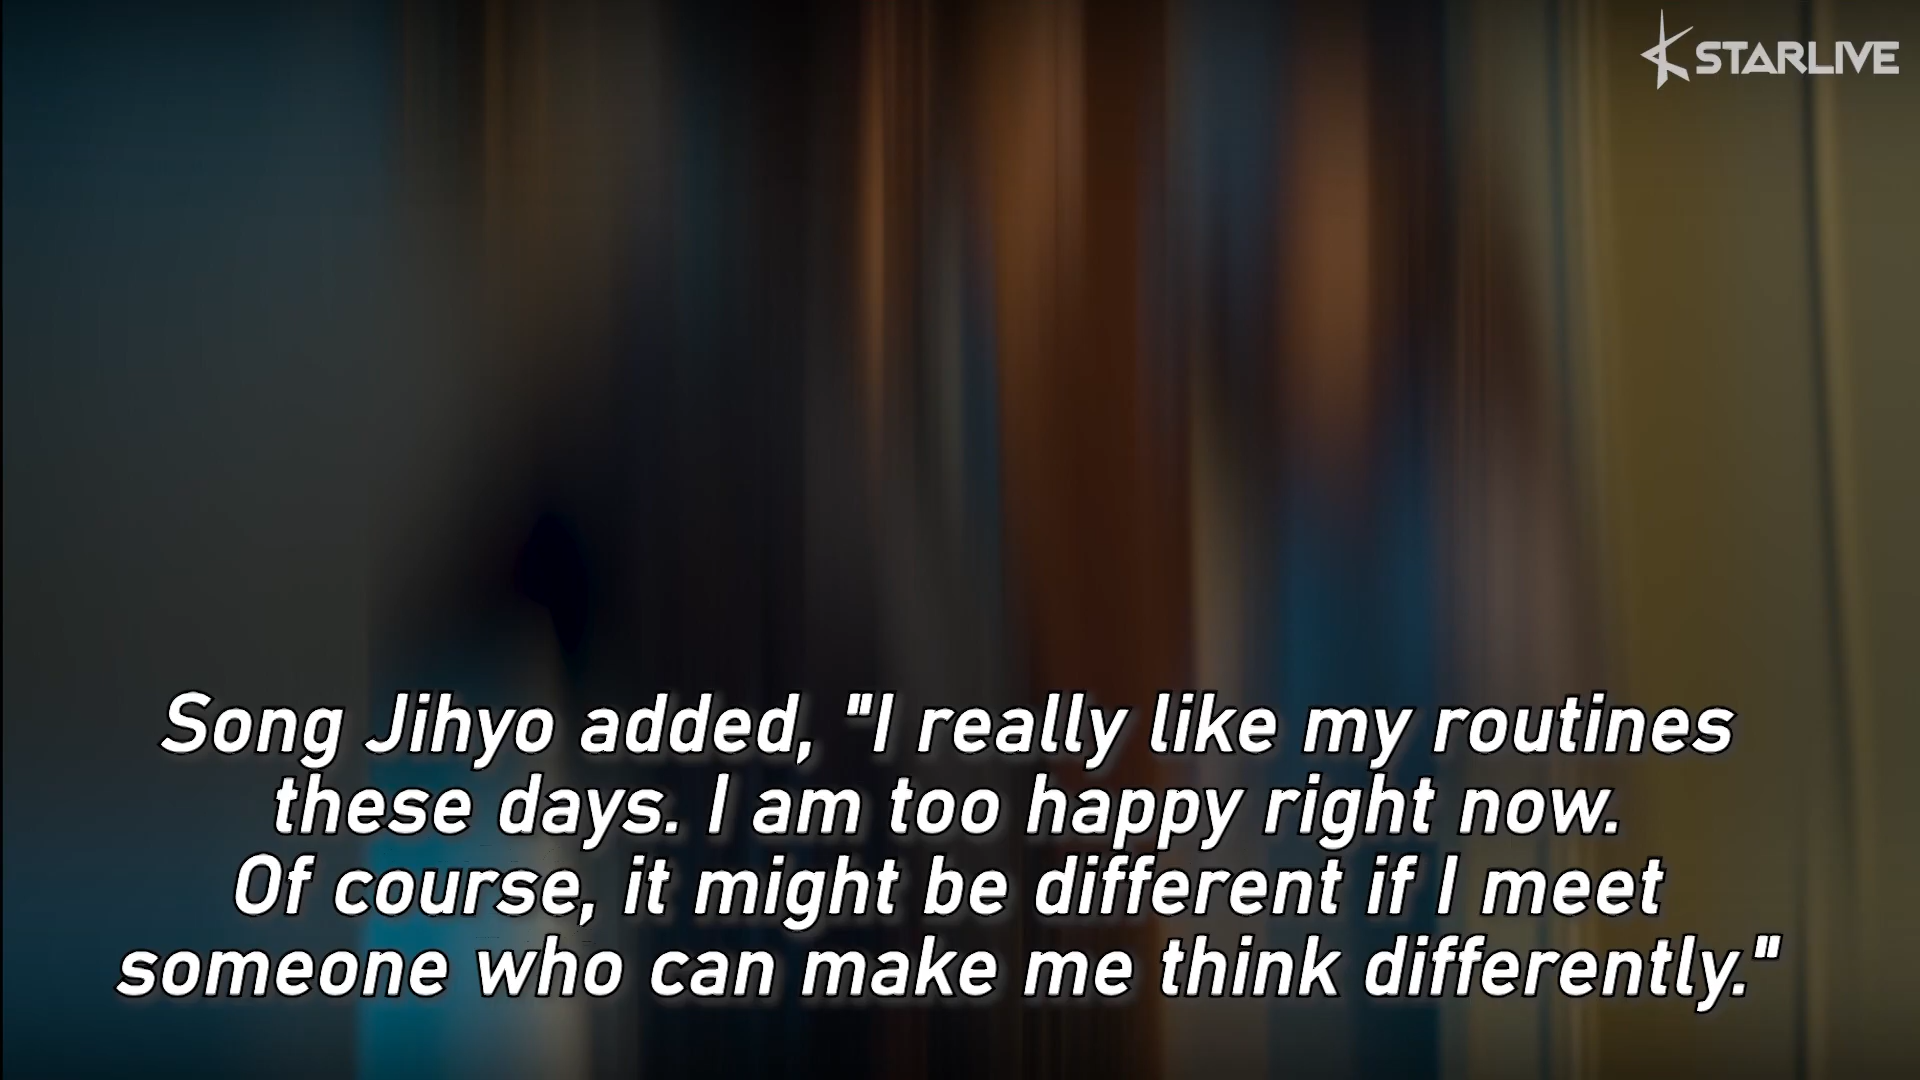 STARLIVE
Song Jihyo added, "I really like my routines
these days. I am too happy right now.
Of course, it might be different if I meet
someone who can make me think differently."